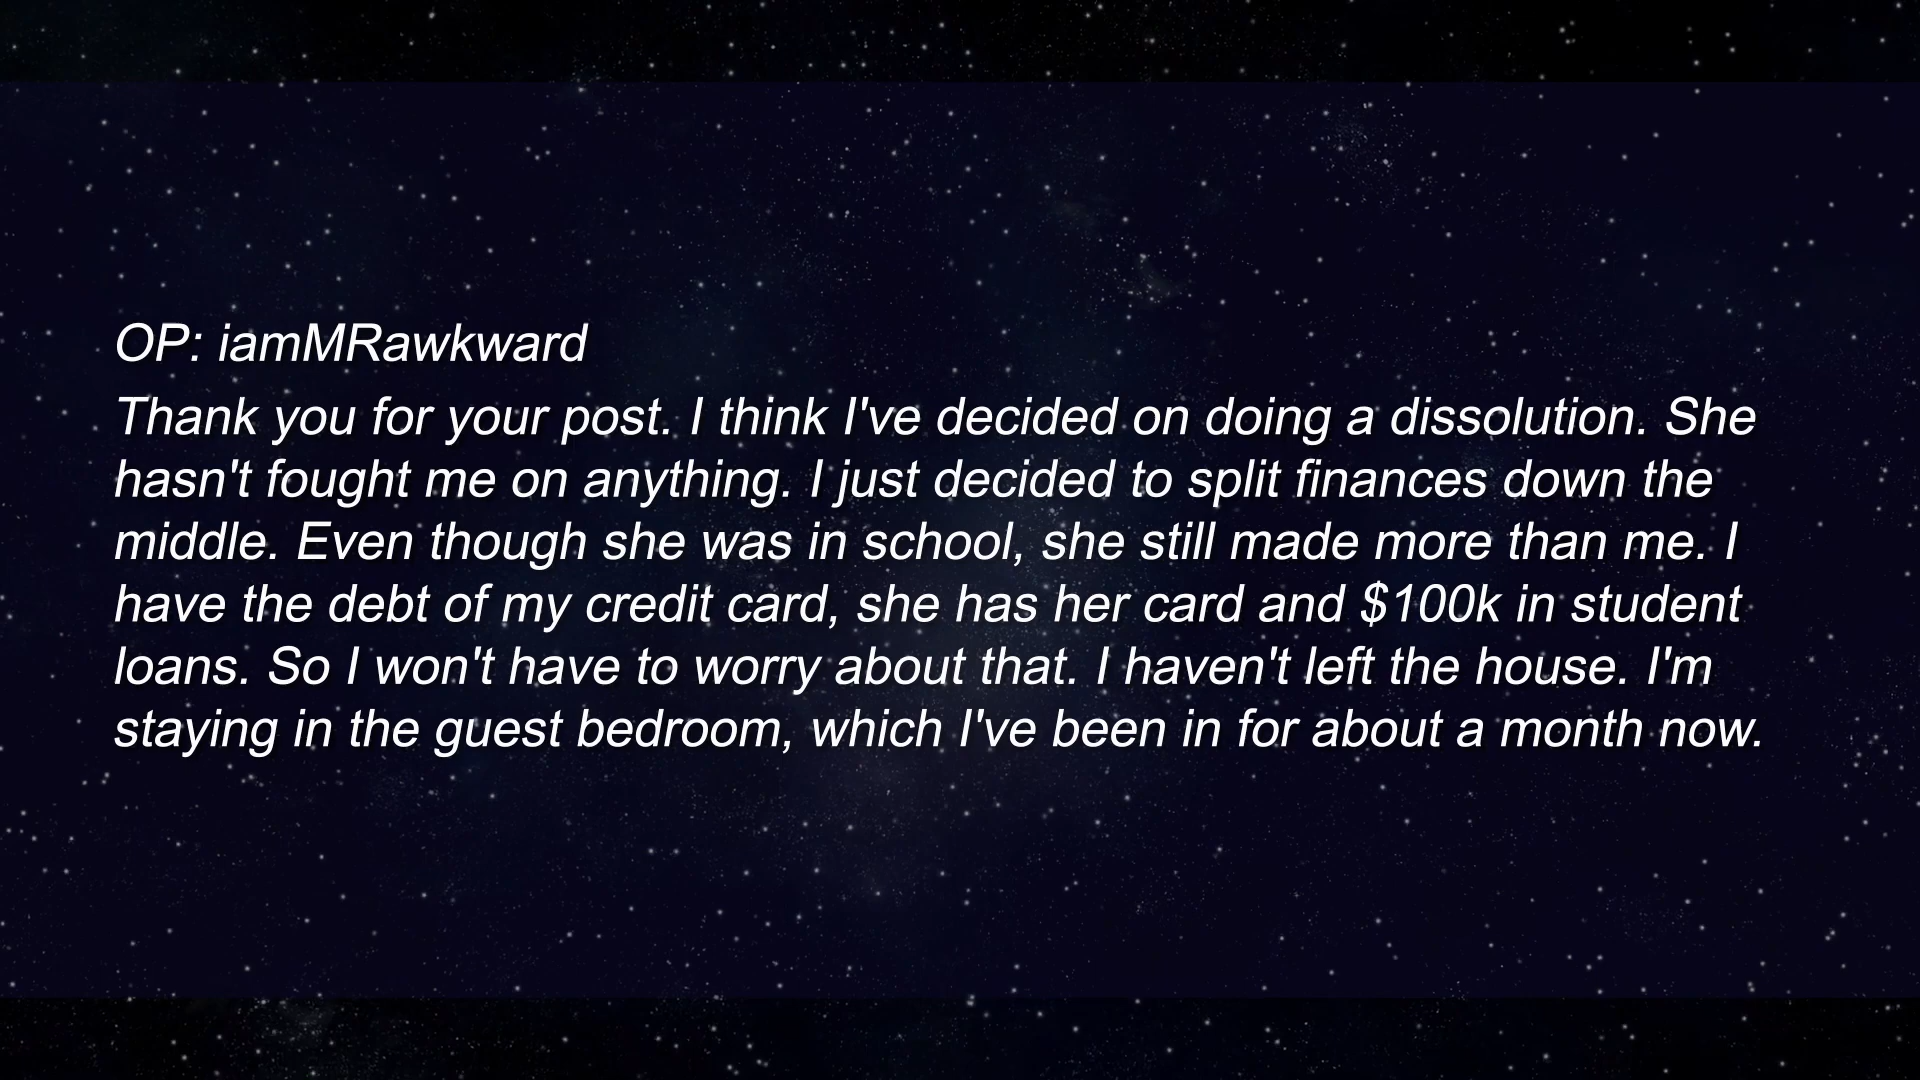 OP: iamMRawkward
Thank you for your post. I think I've decided on doing a dissolution. She
hasn't fought me on anything. I just decided to split finances down the
middle. Even though she was in school, she still made more than me. I
have the debt of my credit card, she has her card and $100k in student
loans. So I won't have to worry about that. I haven't left the house. I'm
staying in the guest bedroom, which I've been in for about a month now.